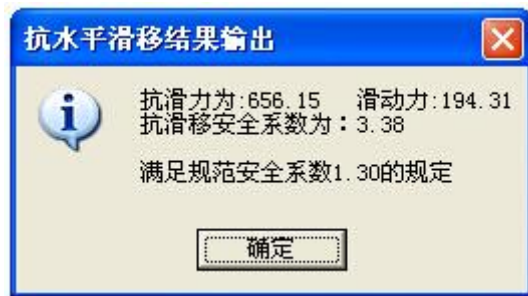 抗水平滑移结果输出
抗滑力为:656.15 滑动力:194.31
抗滑移安全系数为：3.38
满足规范安全系数1.30的规定
确定